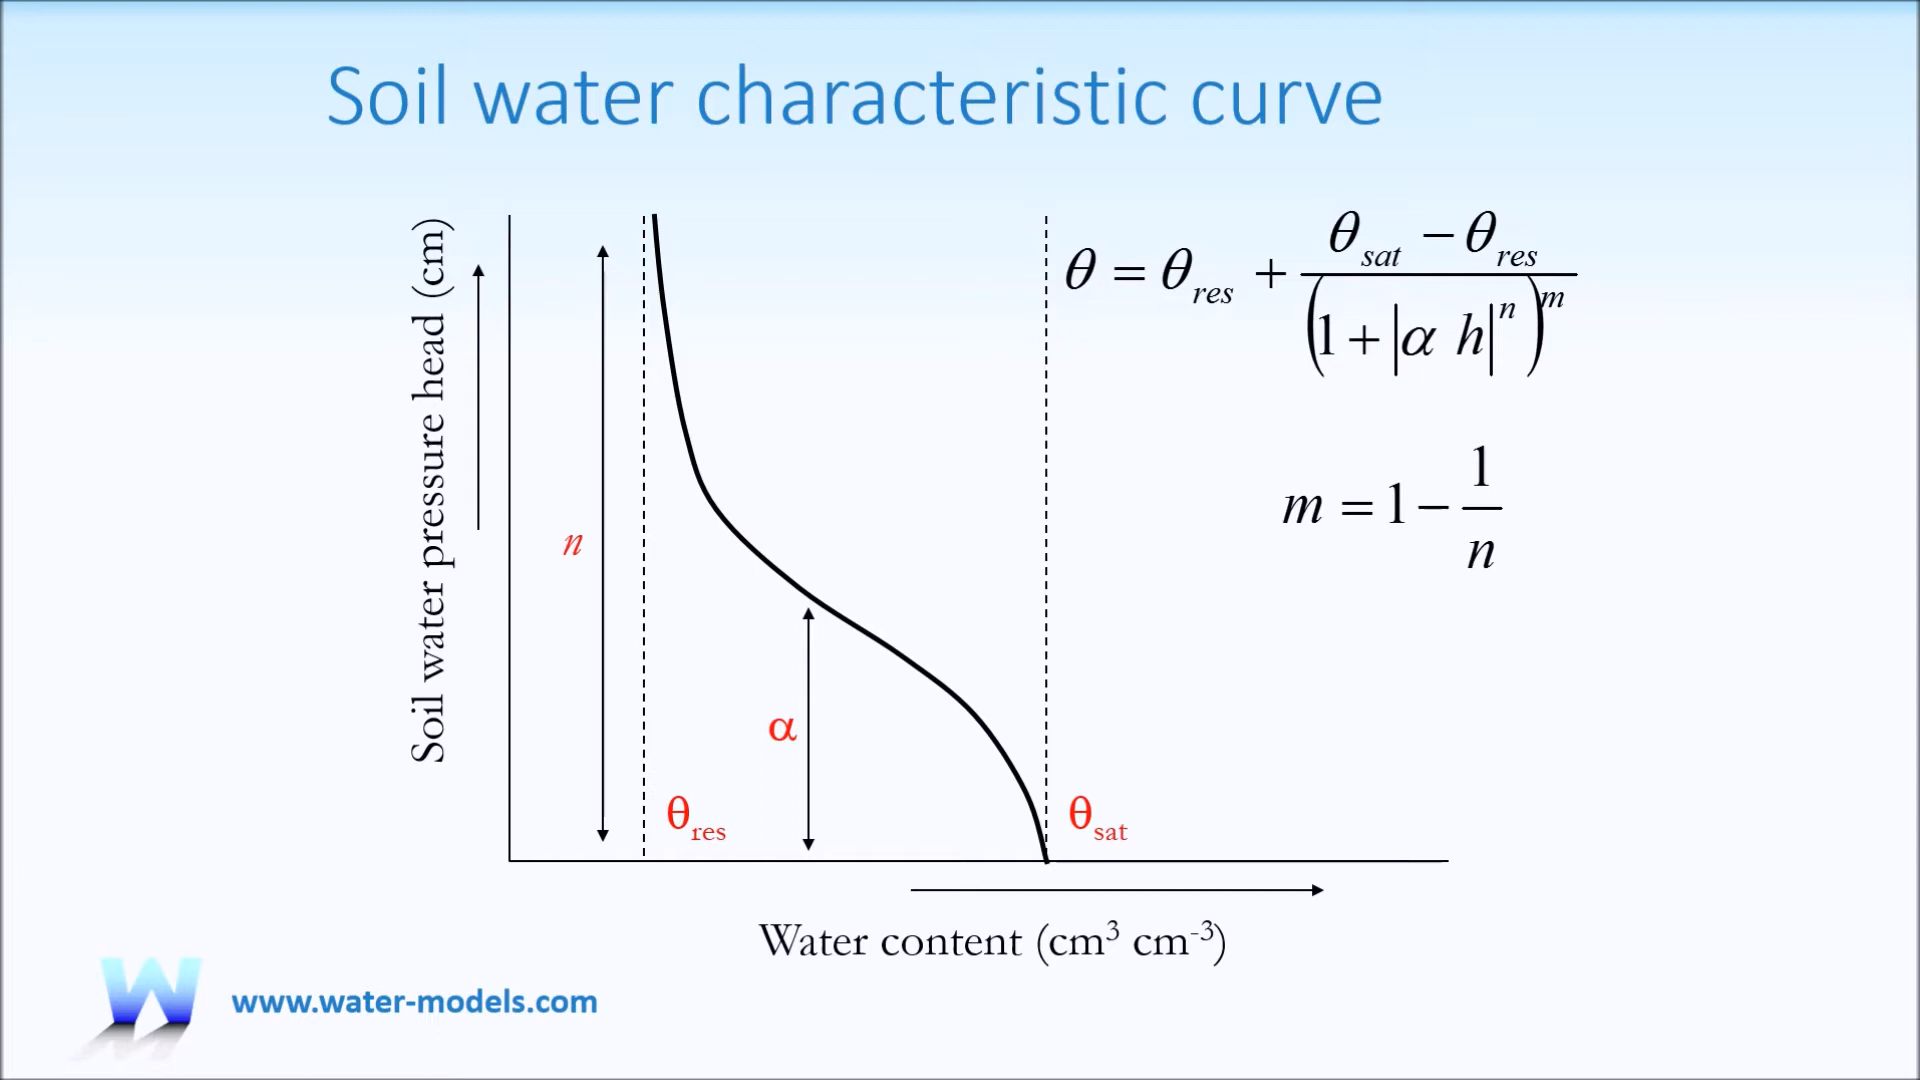 Soil water characteristic curve
Soil water pressure head (cm)
n
α
θres
θsat
θ = θres + (θsat − θres) / (1 + |α h|^n)^m
m = 1 − 1/n
Water content (cm³ cm⁻³)
W
www.water-models.com